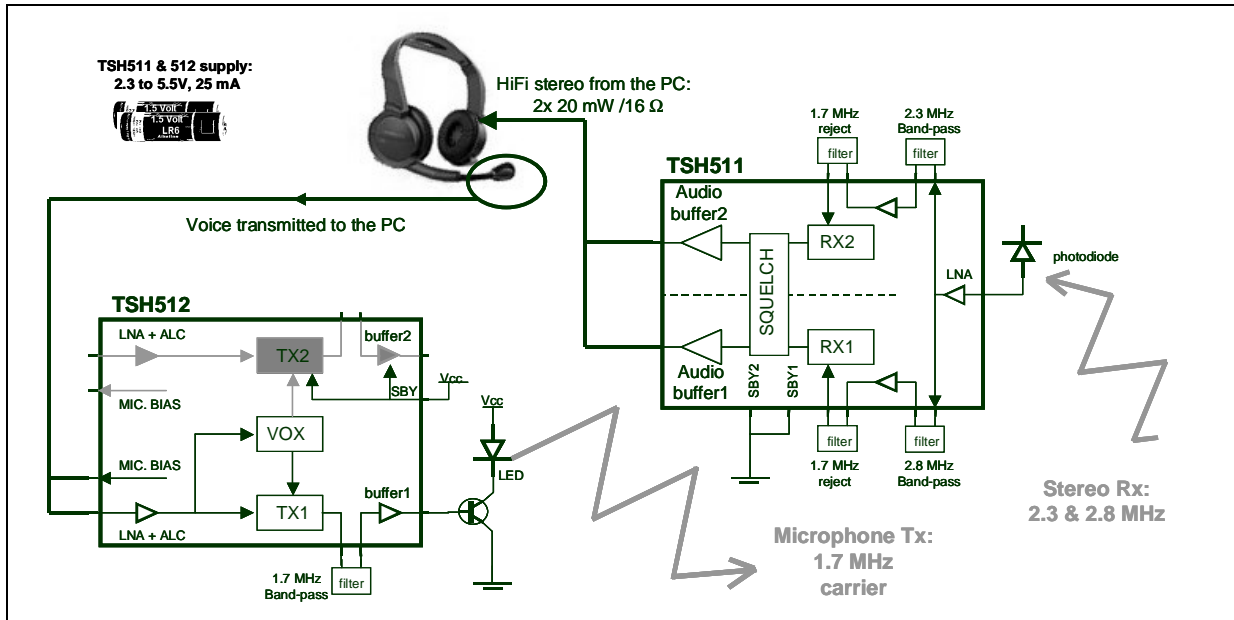 TSH511 & 512 supply:
2.3 to 5.5V, 25 mA
1.5 Volt
1.5 Volt
LR6
HiFi stereo from the PC:
2x 20 mW /16 Ω
Voice transmitted to the PC
1.7 MHz
reject
2.3 MHz
Band-pass
filter
filter
TSH511
Audio
buffer2
RX2
SQUELCH
LNA
photodiode
RX1
Audio
buffer1
SBY2
SBY1
filter
filter
1.7 MHz
reject
2.8 MHz
Band-pass
Stereo Rx:
2.3 & 2.8 MHz
TSH512
LNA + ALC
TX2
buffer2
MIC. BIAS
SBY
Vcc
Vcc
VOX
MIC. BIAS
LED
TX1
buffer1
LNA + ALC
1.7 MHz
Band-pass
filter
Microphone Tx:
1.7 MHz
carrier